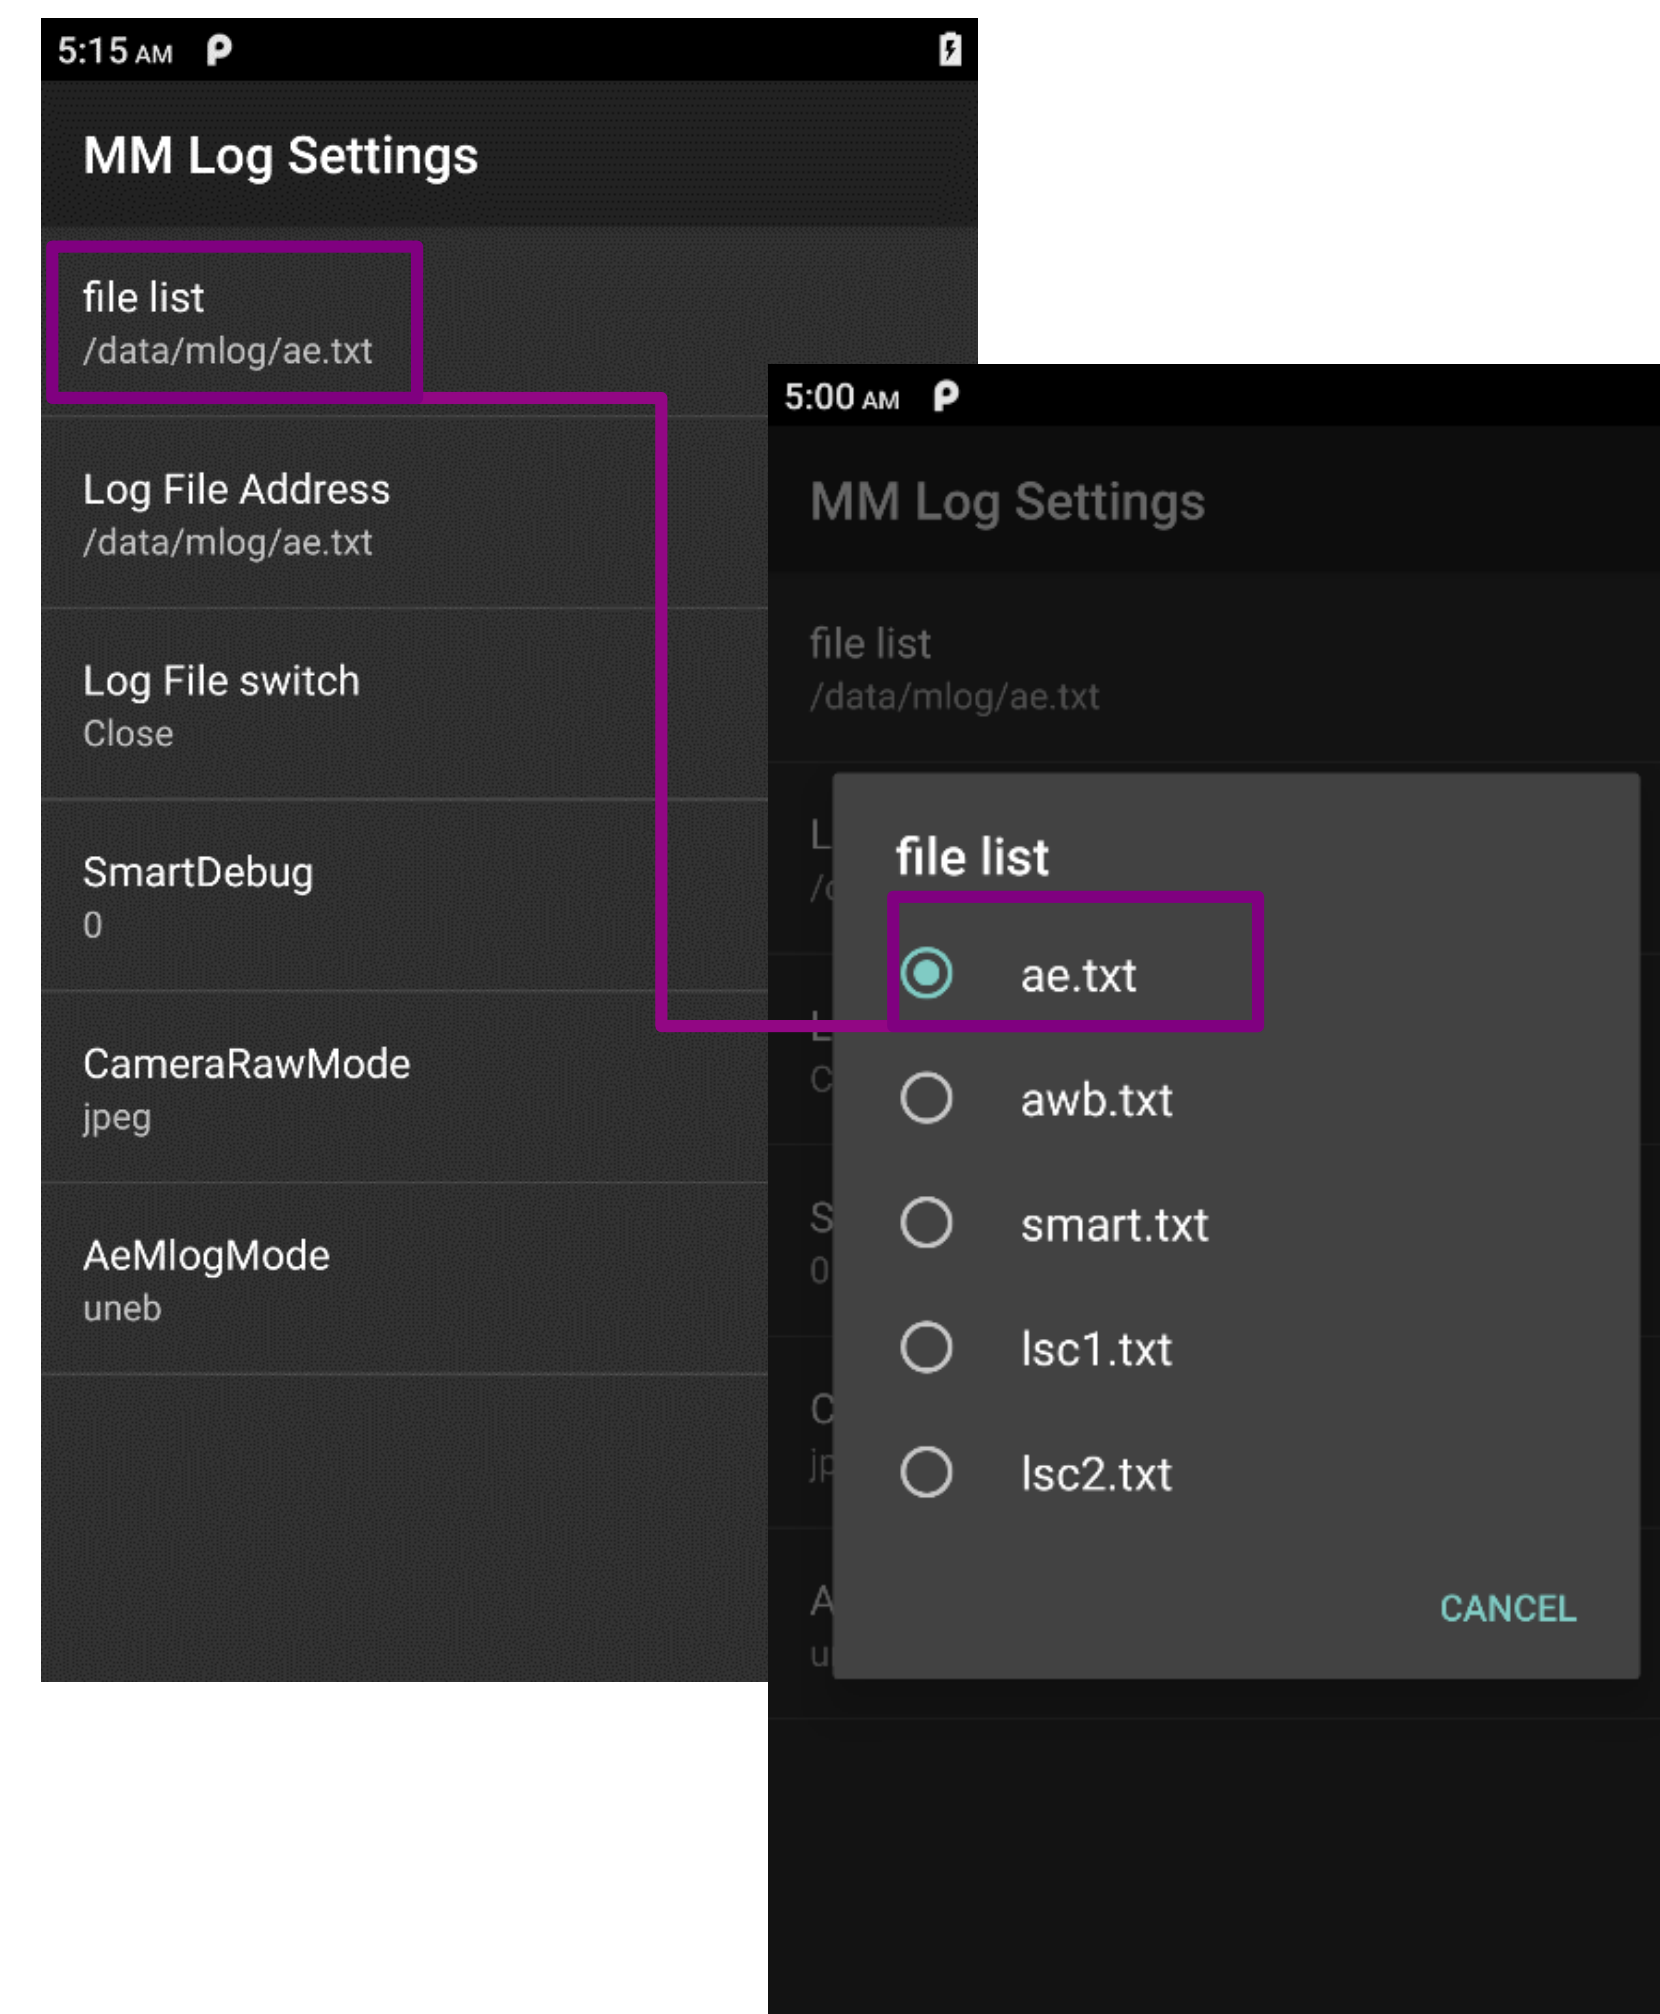 5:15 AM
MM Log Settings
file list
/data/mlog/ae.txt
Log File Address
/data/mlog/ae.txt
Log File switch
Close
SmartDebug
0
CameraRawMode
jpeg
AeMlogMode
uneb
5:00 AM
MM Log Settings
file list
/data/mlog/ae.txt
L
/
L
C
S
0
C
jp
A
u
file list
ae.txt
awb.txt
smart.txt
lsc1.txt
lsc2.txt
CANCEL